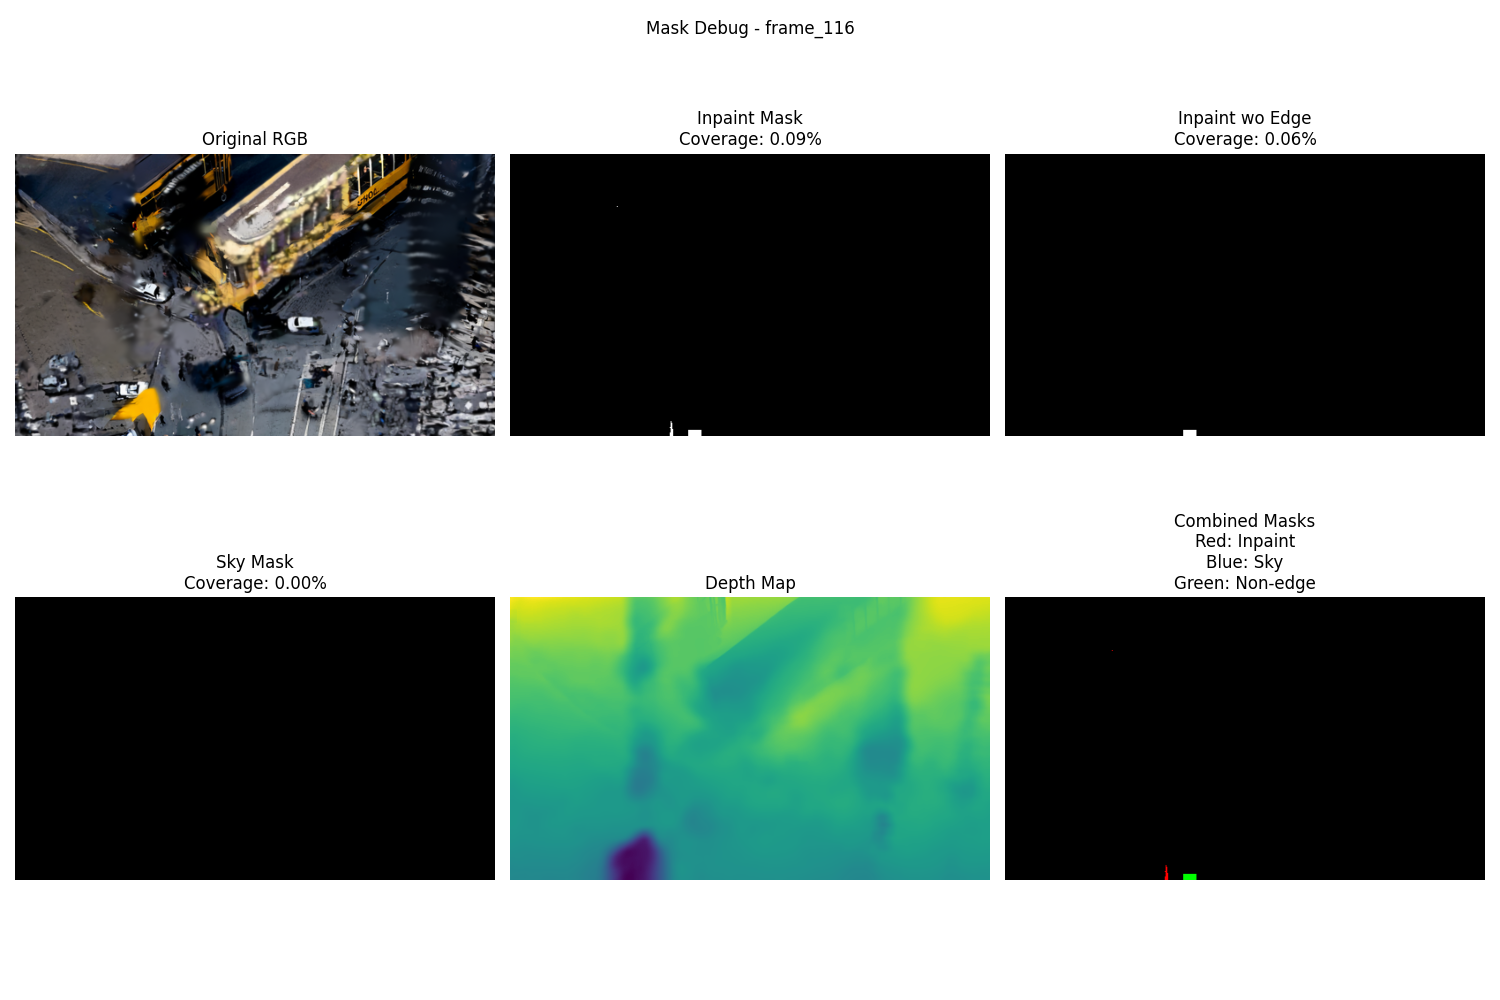 Mask Debug - frame_116
Original RGB
Inpaint Mask
Coverage: 0.09%
Inpaint wo Edge
Coverage: 0.06%
Sky Mask
Coverage: 0.00%
Depth Map
Combined Masks
Red: Inpaint
Blue: Sky
Green: Non-edge